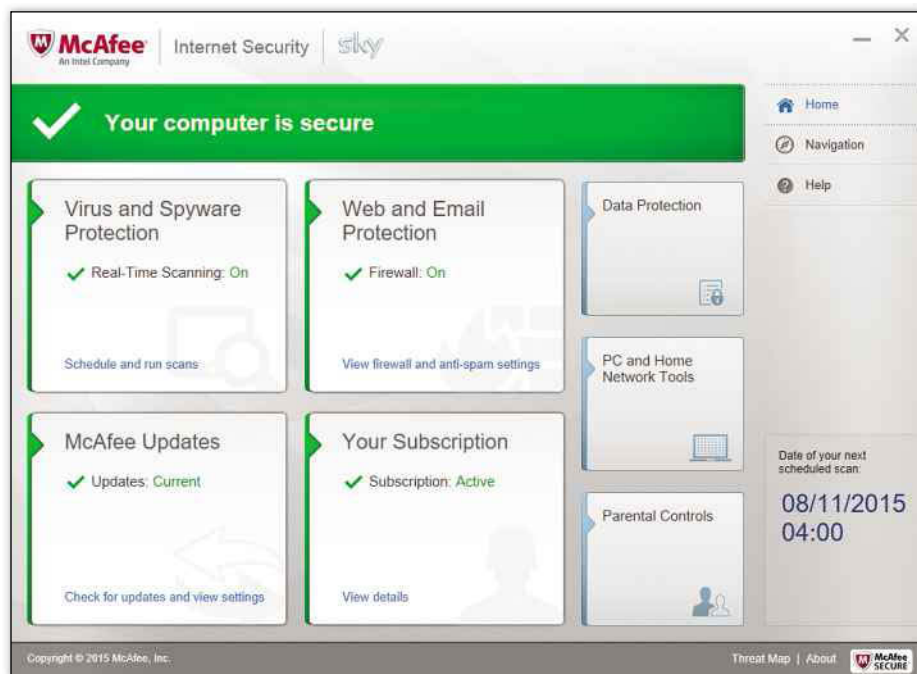 McAfee
An Intel Company
Internet Security
sky
Your computer is secure
Home
Navigation
Help
Virus and Spyware
Protection
Real-Time Scanning: On
Schedule and run scans
Web and Email
Protection
Firewall: On
View firewall and anti-spam settings
Data Protection
PC and Home
Network Tools
McAfee Updates
Updates: Current
Check for updates and view settings
Your Subscription
Subscription: Active
View details
Parental Controls
Date of your next
scheduled scan:
08/11/2015
04:00
Copyright © 2015 McAfee, Inc.
Threat Map | About
McAfee
SECURE